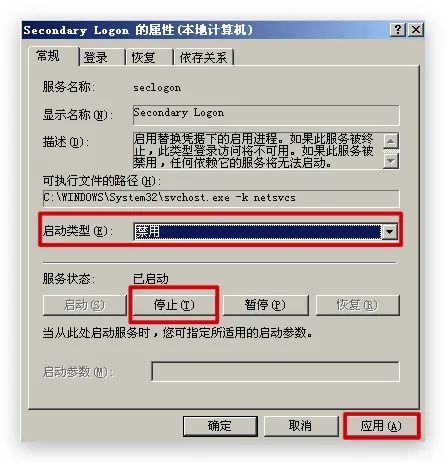 Secondary Logon 的属性(本地计算机)
常规 登录 恢复 依存关系
服务名称: seclogon
显示名称(N): Secondary Logon
描述(D): 启用替换凭据下的启用进程。如果此服务被终
止，此类型登录访问将不可用。如果此服务被
禁用，任何依赖它的服务将无法启动。
可执行文件的路径(H):
C:\WINDOWS\System32\svchost.exe -k netsvcs
启动类型(E): 禁用
服务状态: 已启动
启动(S) 停止(T) 暂停(P) 恢复(R)
当从此处启动服务时，您可指定所适用的启动参数。
启动参数(M):
确定 取消 应用(A)